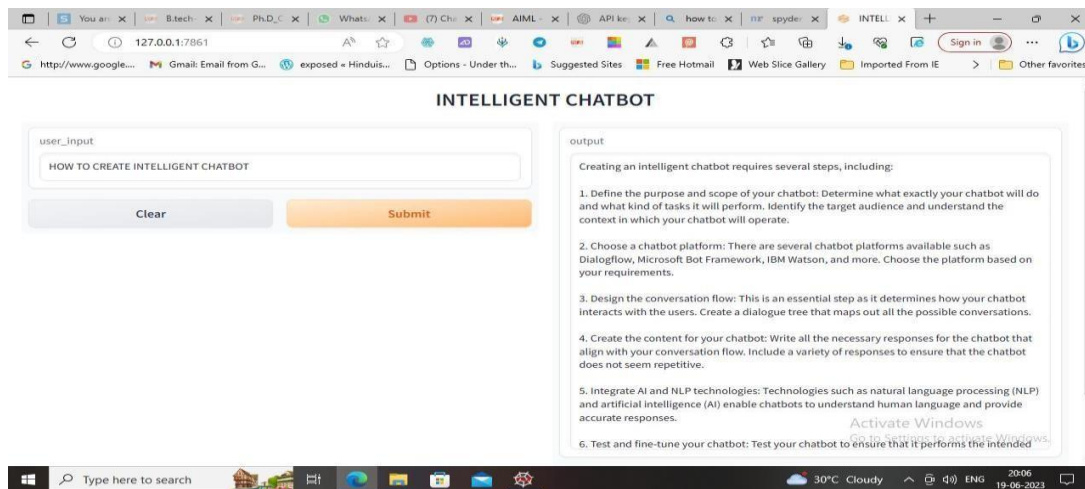 You are
B.tech-
Ph.D_C
Whats
(7) Ch
AIML -
API ke
how to
spyder
INTELL
127.0.0.1:7861
Sign in
http://www.google....
Gmail: Email from G...
exposed « Hinduis...
Options - Under th...
Suggested Sites
Free Hotmail
Web Slice Gallery
Imported From IE
Other favorites
INTELLIGENT CHATBOT
user_input
HOW TO CREATE INTELLIGENT CHATBOT
Clear
Submit
output
Creating an intelligent chatbot requires several steps, including:
1. Define the purpose and scope of your chatbot: Determine what exactly your chatbot will do
and what kind of tasks it will perform. Identify the target audience and understand the
context in which your chatbot will operate.
2. Choose a chatbot platform: There are several chatbot platforms available such as
Dialogflow, Microsoft Bot Framework, IBM Watson, and more. Choose the platform based on
your requirements.
3. Design the conversation flow: This is an essential step as it determines how your chatbot
interacts with the users. Create a dialogue tree that maps out all the possible conversations.
4. Create the content for your chatbot: Write all the necessary responses for the chatbot that
align with your conversation flow. Include a variety of responses to ensure that the chatbot
does not seem repetitive.
5. Integrate AI and NLP technologies: Technologies such as natural language processing (NLP)
and artificial intelligence (AI) enable chatbots to understand human language and provide
accurate responses.
6. Test and fine-tune your chatbot: Test your chatbot to ensure that it performs the intended
Activate Windows
Go to Settings to activate Windows.
Type here to search
30°C Cloudy
ENG
20:06
19-06-2023